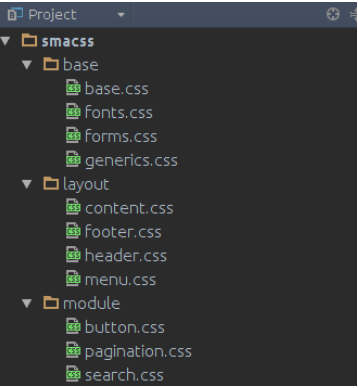 Project
smacss
base
base.css
fonts.css
forms.css
generics.css
layout
content.css
footer.css
header.css
menu.css
module
button.css
pagination.css
search.css